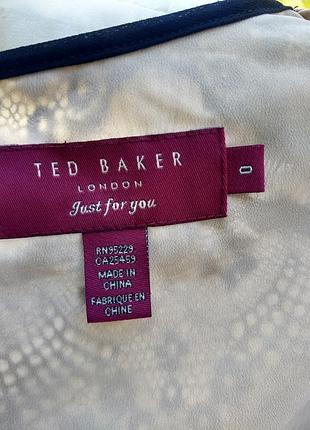 TED BAKER
LONDON
Just for you
0
RN95229
CA25459
MADE IN
CHINA
FABRIQUE EN
CHINE